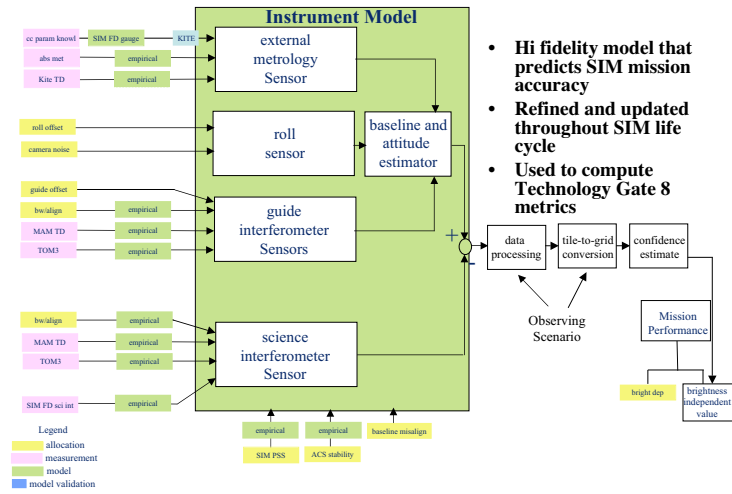 Instrument Model
cc param knowl
SIM FD gauge
KITE
abs met
empirical
Kite TD
empirical
external
metrology
Sensor
roll offset
camera noise
roll
sensor
baseline and
attitude
estimator
guide offset
bw/align
empirical
MAM TD
empirical
TOM3
empirical
guide
interferometer
Sensors
bw/align
empirical
MAM TD
empirical
TOM3
empirical
SIM FD sci int
empirical
science
interferometer
Sensor
+
-
• Hi fidelity model that
predicts SIM mission
accuracy
• Refined and updated
throughout SIM life
cycle
• Used to compute
Technology Gate 8
metrics
data
processing
tile-to-grid
conversion
confidence
estimate
Observing
Scenario
Mission
Performance
bright dep
brightness
independent
value
empirical
empirical
baseline misalign
SIM PSS
ACS stability
Legend
allocation
measurement
model
model validation